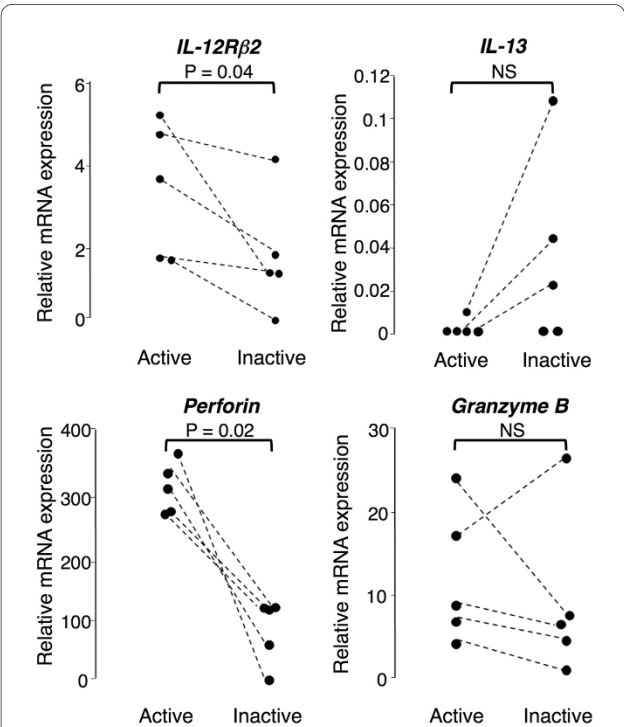 IL-12Rβ2
P = 0.04
Relative mRNA expression
6
4
2
0
Active Inactive
IL-13
NS
Relative mRNA expression
0.12
0.1
0.08
0.06
0.04
0.02
0
Active Inactive
Perforin
P = 0.02
Relative mRNA expression
400
300
200
100
0
Active Inactive
Granzyme B
NS
Relative mRNA expression
30
20
10
0
Active Inactive